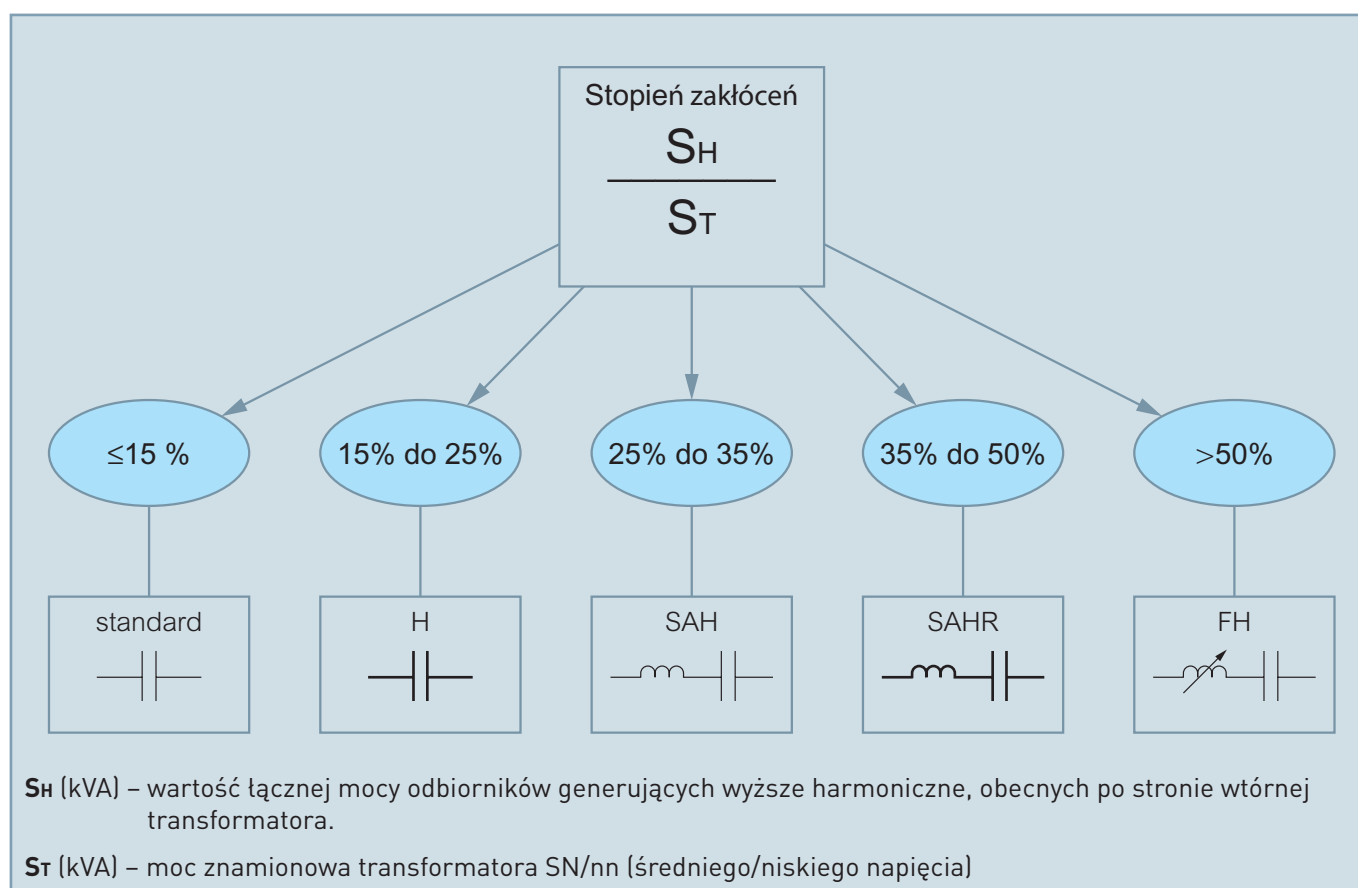 Stopień zakłóceń
SH
ST
≤15 %
15% do 25%
25% do 35%
35% do 50%
>50%
standard
H
SAH
SAHR
FH
SH (kVA) – wartość łącznej mocy odbiorników generujących wyższe harmoniczne, obecnych po stronie wtórnej
transformatora.
ST (kVA) – moc znamionowa transformatora SN/nn (średniego/niskiego napięcia)